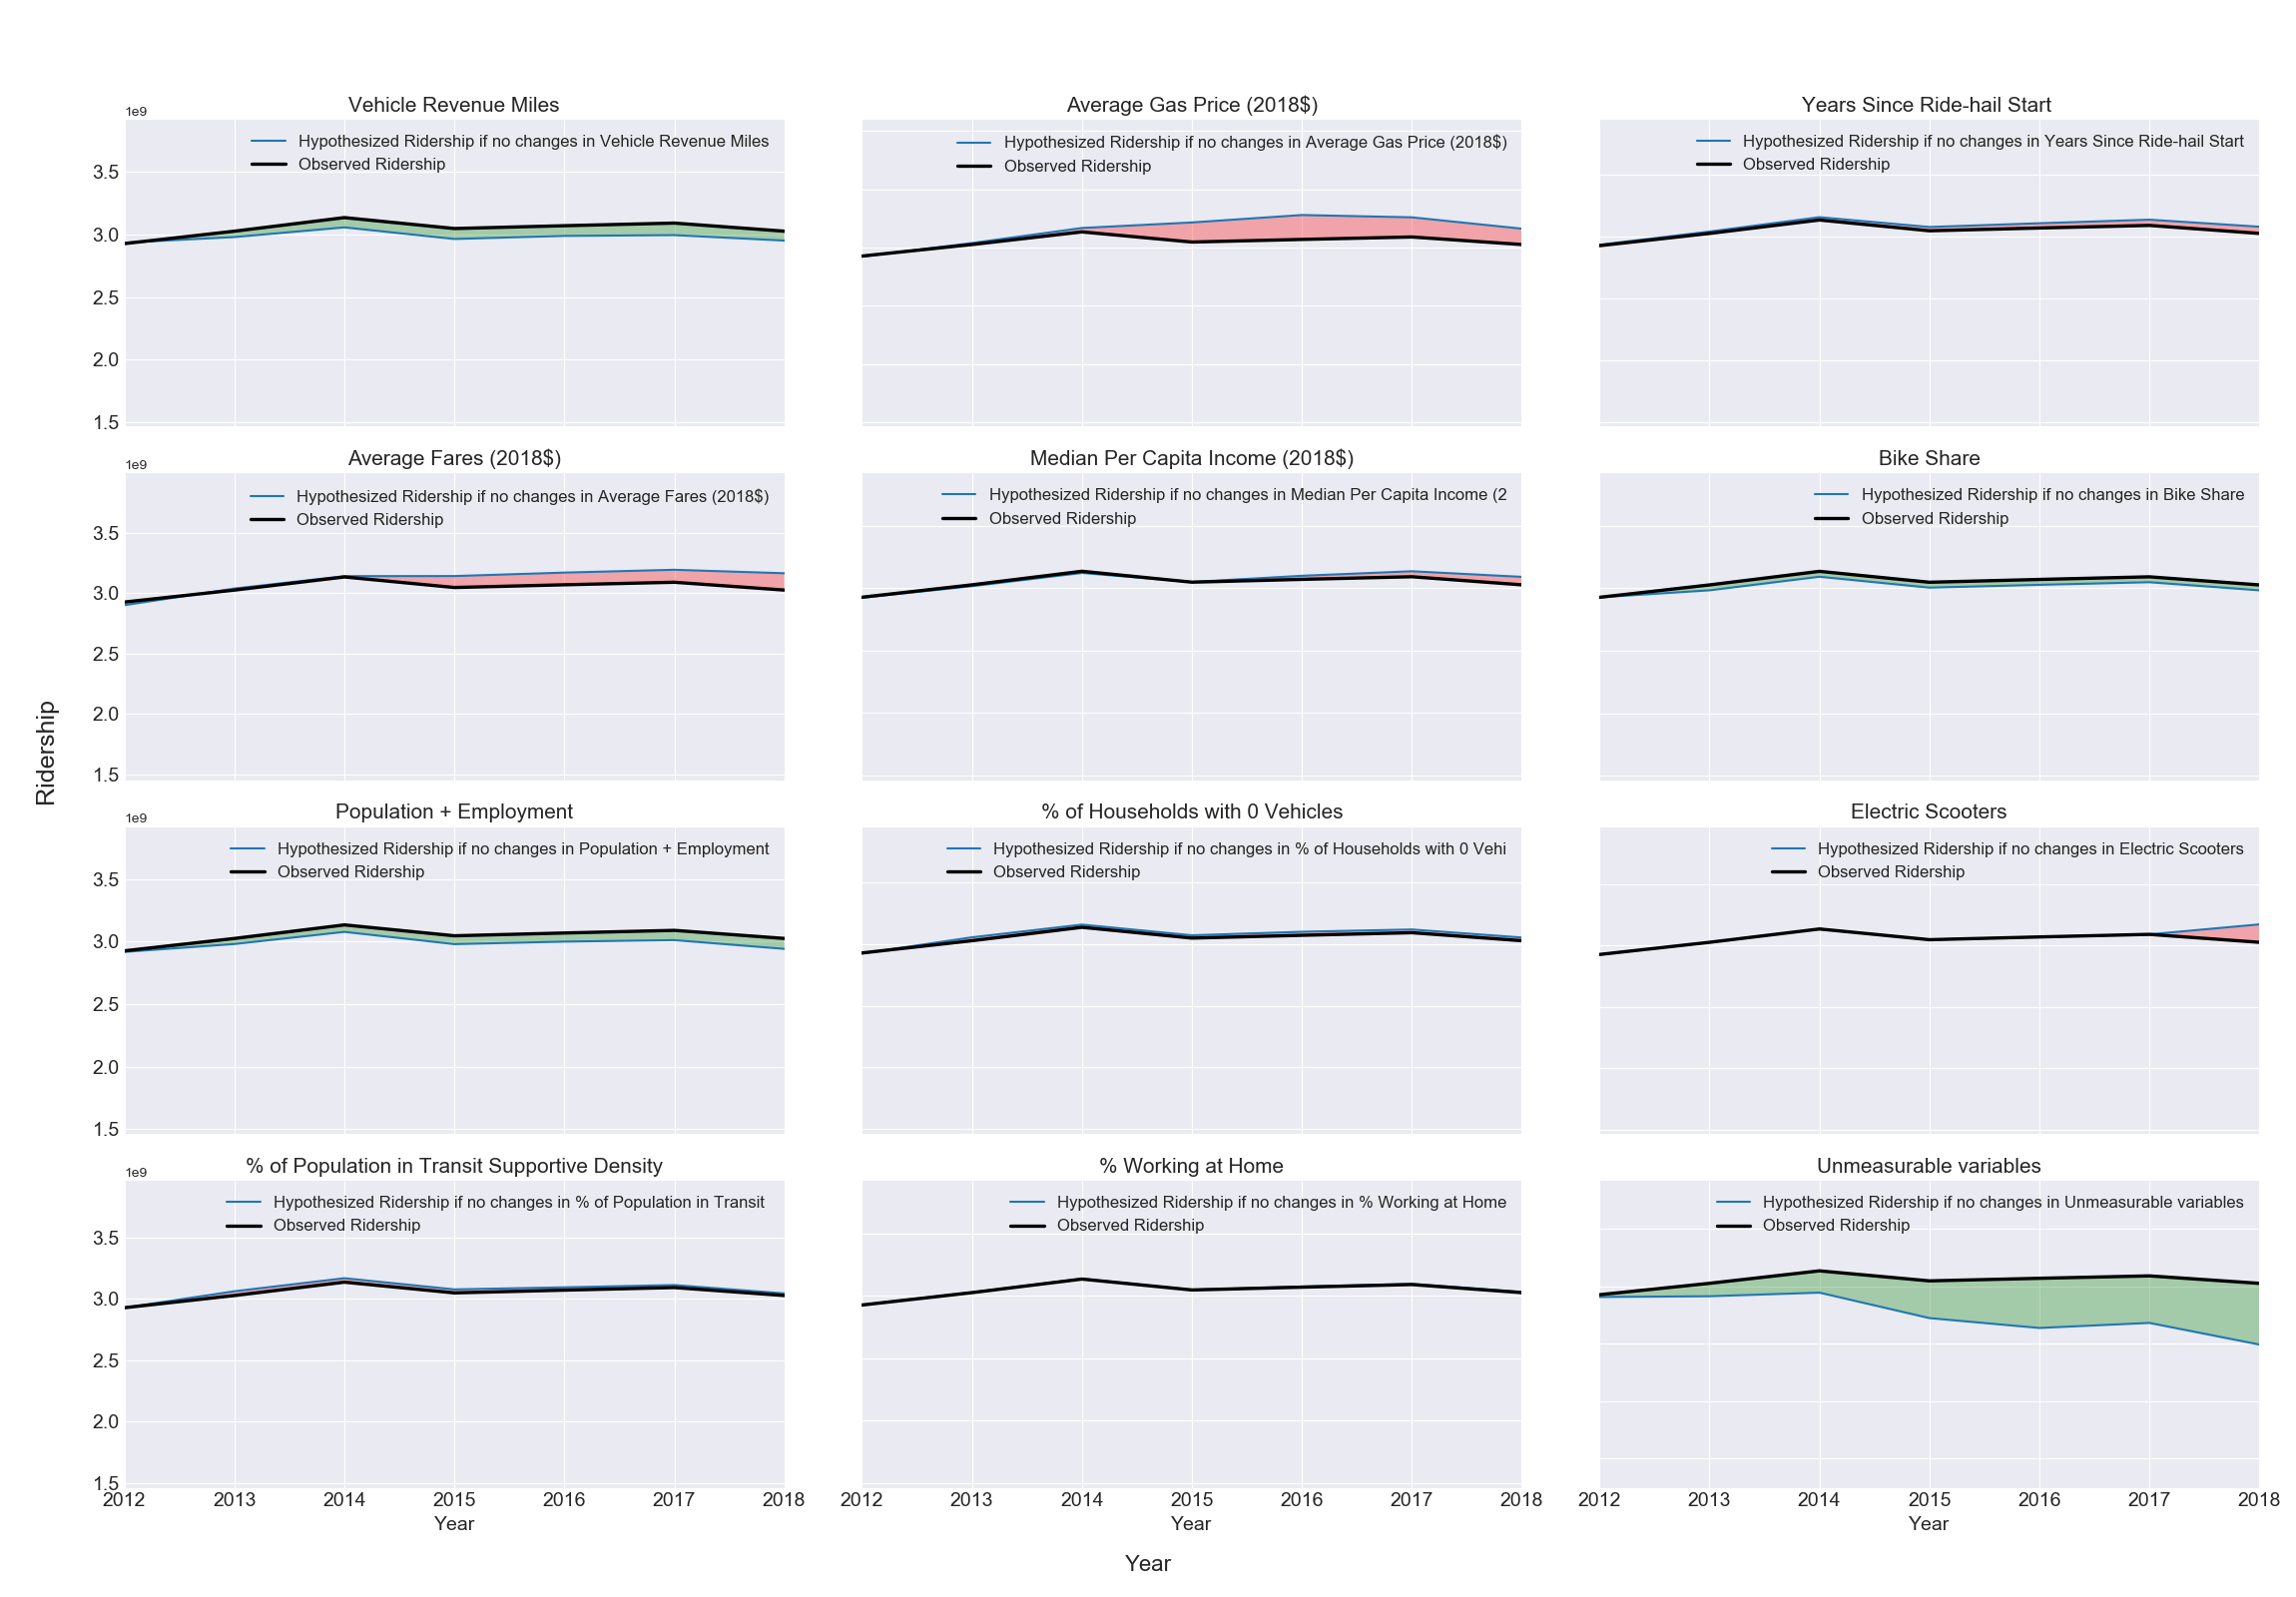 Vehicle Revenue Miles
1e9
Hypothesized Ridership if no changes in Vehicle Revenue Miles
Observed Ridership
3.5
3.0
2.5
2.0
1.5
Average Gas Price (2018$)
Hypothesized Ridership if no changes in Average Gas Price (2018$)
Observed Ridership
Years Since Ride-hail Start
Hypothesized Ridership if no changes in Years Since Ride-hail Start
Observed Ridership
Average Fares (2018$)
1e9
Hypothesized Ridership if no changes in Average Fares (2018$)
Observed Ridership
3.5
3.0
2.5
2.0
1.5
Median Per Capita Income (2018$)
Hypothesized Ridership if no changes in Median Per Capita Income (2
Observed Ridership
Bike Share
Hypothesized Ridership if no changes in Bike Share
Observed Ridership
Ridership
Population + Employment
1e9
Hypothesized Ridership if no changes in Population + Employment
Observed Ridership
3.5
3.0
2.5
2.0
1.5
% of Households with 0 Vehicles
Hypothesized Ridership if no changes in % of Households with 0 Vehi
Observed Ridership
Electric Scooters
Hypothesized Ridership if no changes in Electric Scooters
Observed Ridership
% of Population in Transit Supportive Density
1e9
Hypothesized Ridership if no changes in % of Population in Transit
Observed Ridership
3.5
3.0
2.5
2.0
1.5
2012 2013 2014 2015 2016 2017 2018
Year
% Working at Home
Hypothesized Ridership if no changes in % Working at Home
Observed Ridership
2012 2013 2014 2015 2016 2017 2018
Year
Unmeasurable variables
Hypothesized Ridership if no changes in Unmeasurable variables
Observed Ridership
2012 2013 2014 2015 2016 2017 2018
Year
Year